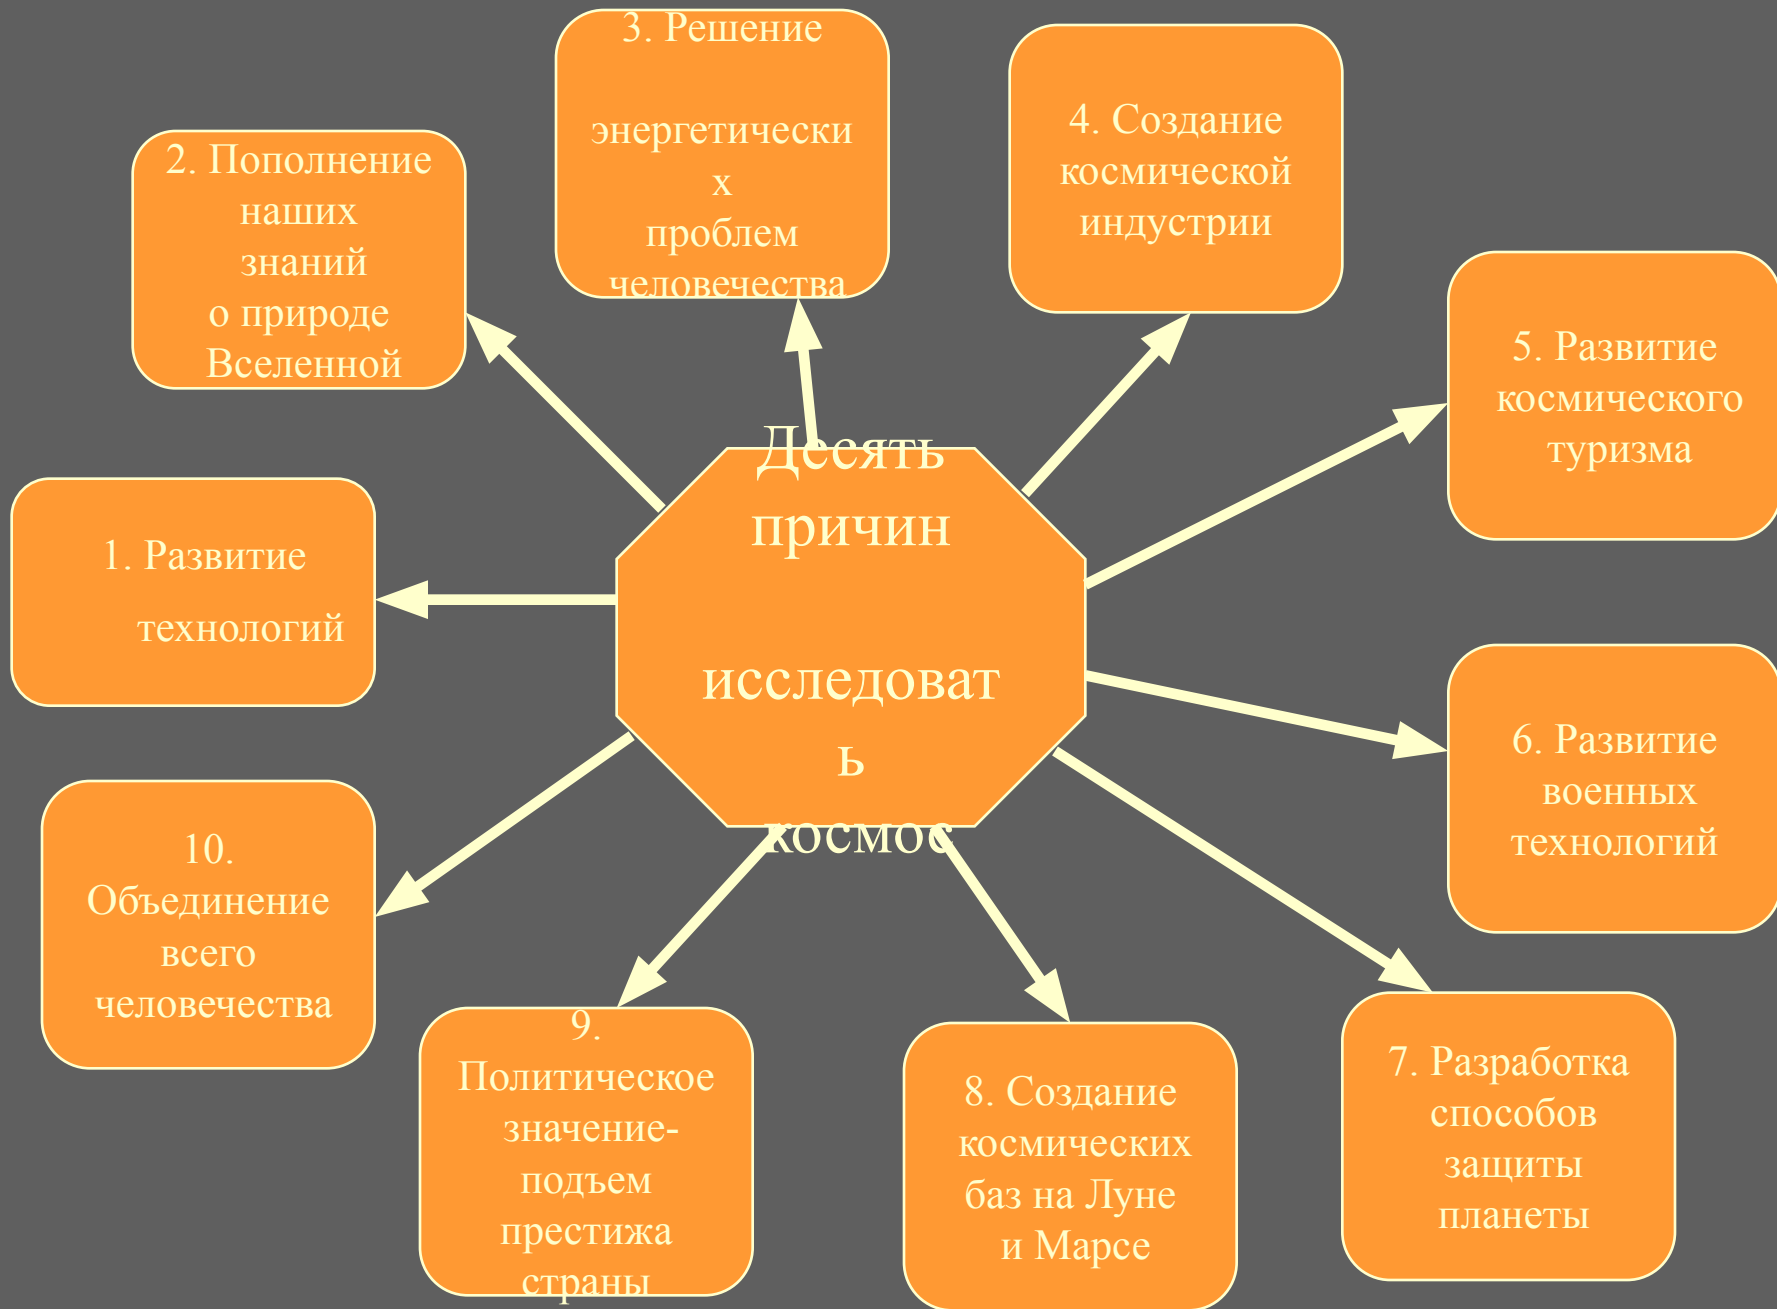 Десять
причин
исследоват
ь
космос
1. Развитие
технологий
2. Пополнение
наших
знаний
о природе
Вселенной
3. Решение
энергетически
х
проблем
человечества
4. Создание
космической
индустрии
5. Развитие
космического
туризма
6. Развитие
военных
технологий
7. Разработка
способов
защиты
планеты
8. Создание
космических
баз на Луне
и Марсе
9.
Политическое
значение-
подъем
престижа
страны
10.
Объединение
всего
человечества